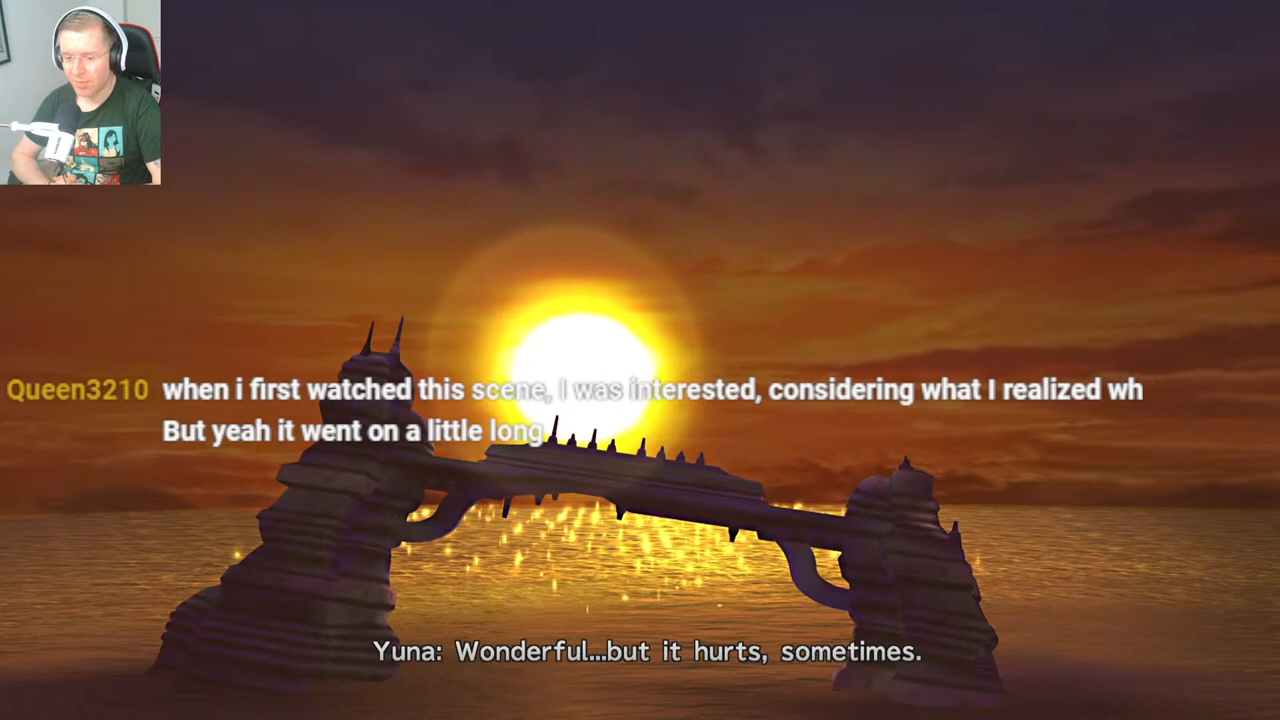 Queen3210 when i first watched this scene, I was interested, considering what I realized wh
But yeah it went on a little long
Yuna: Wonderful...but it hurts, sometimes.